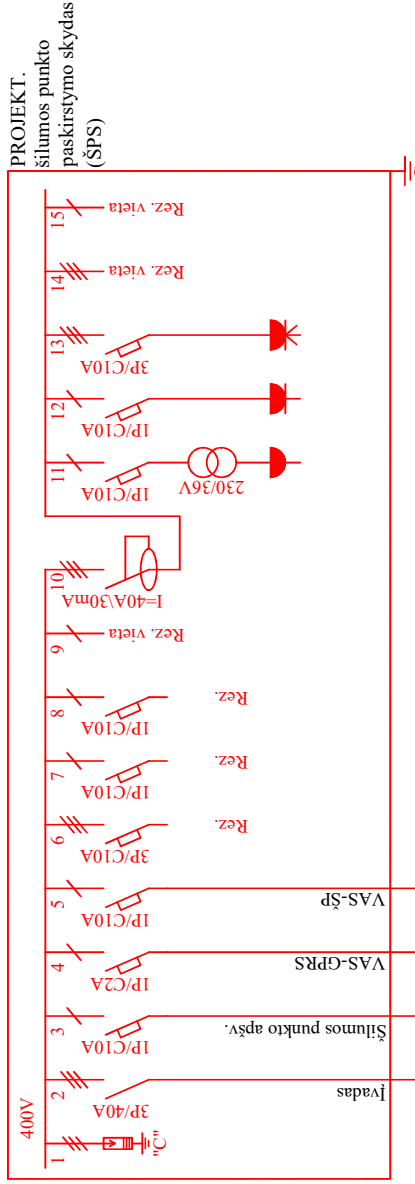 PROJEKT.
šilumos punkto
paskirstymo skydas
(ŠPS)
400V
1
"C"
2
3P/40A
Įvadas
3
1P/C10A
Šilumos punkto apšv.
4
1P/C2A
VAS-GPRS
5
1P/C10A
VAS-ŠP
6
3P/C10A
Rez.
7
1P/C10A
Rez.
8
1P/C10A
Rez.
9
Rez. vieta
10
I=40A\30mA
11
1P/C10A
230/36V
12
1P/C10A
13
3P/C10A
14
Rez. vieta
15
Rez. vieta